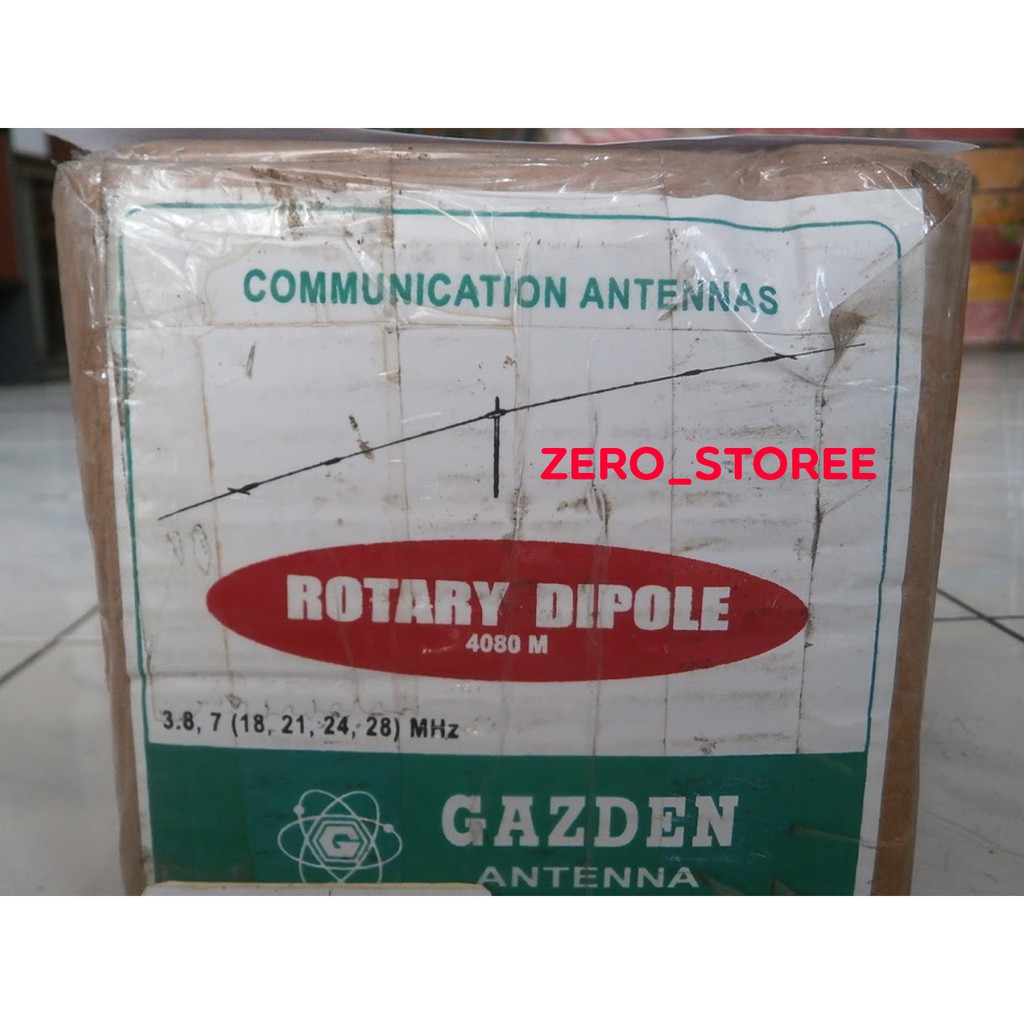 COMMUNICATION ANTENNAS
ZERO_STOREE
ROTARY DIPOLE
4080 M
3.8, 7 (18, 21, 24, 28) MHz
G
GAZDEN
ANTENNA